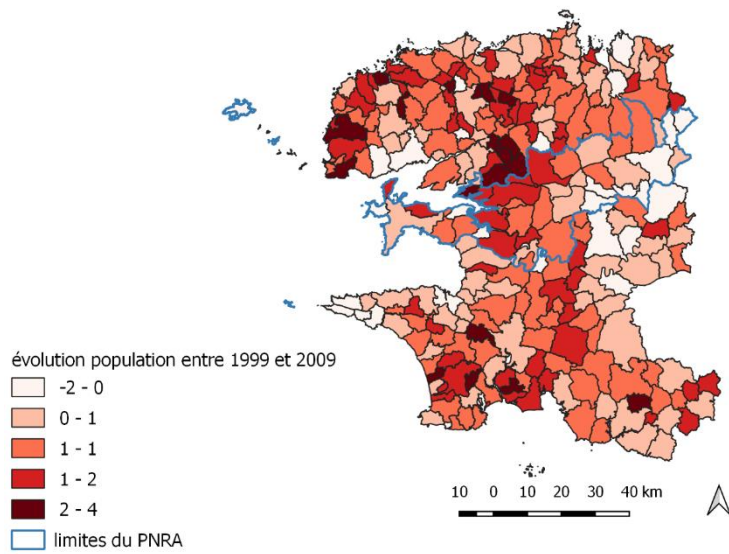 évolution population entre 1999 et 2009
-2 - 0
0 - 1
1 - 1
1 - 2
2 - 4
limites du PNRA
10 0 10 20 30 40 km